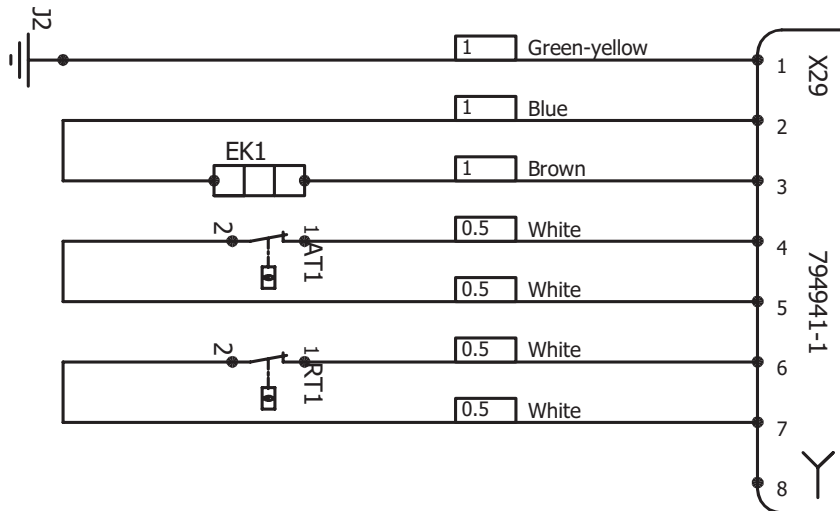 J2
1 Green-yellow
1
X29
1 Blue
2
EK1
1 Brown
3
2
1
AT1
0.5 White
4
0.5 White
5
794941-1
2
1
RT1
0.5 White
6
0.5 White
7
8